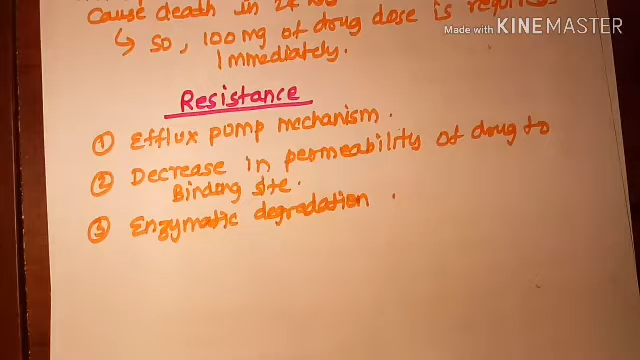 Cause death in 24
↳ so, 100 mg of drug dose is
Immediately.
Made with KINEMASTER
Resistance
① Efflux pump mechanism.
② Decrease in permeability of drug to
Binding site.
③ Enzymatic degradation.